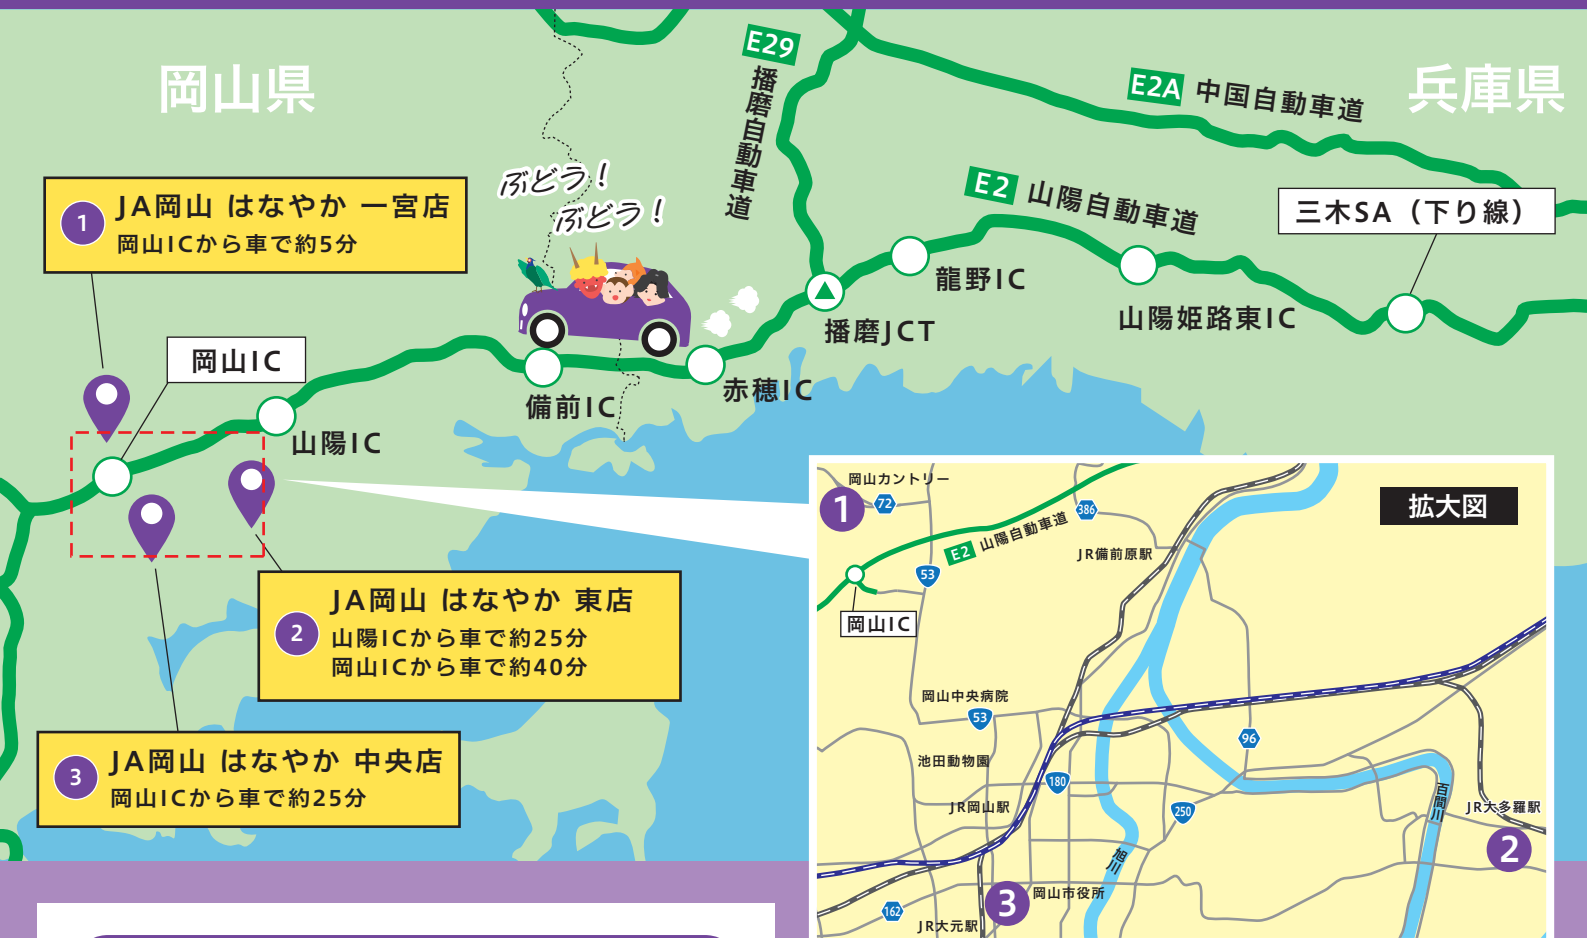 岡山県
兵庫県
E29
播磨自動車道
E2A 中国自動車道
E2 山陽自動車道
三木SA（下り線）
ぶどう！
ぶどう！
1
JA岡山 はなやか 一宮店
岡山ICから車で約5分
龍野IC
山陽姫路東IC
播磨JCT
岡山IC
赤穂IC
備前IC
山陽IC
2
JA岡山 はなやか 東店
山陽ICから車で約25分
岡山ICから車で約40分
3
JA岡山 はなやか 中央店
岡山ICから車で約25分
拡大図
岡山カントリー
1
72
386
E2 山陽自動車道
JR備前原駅
53
岡山IC
岡山中央病院
53
96
池田動物園
180
JR岡山駅
250
百間川
JR大多羅駅
2
旭川
3
岡山市役所
162
JR大元駅